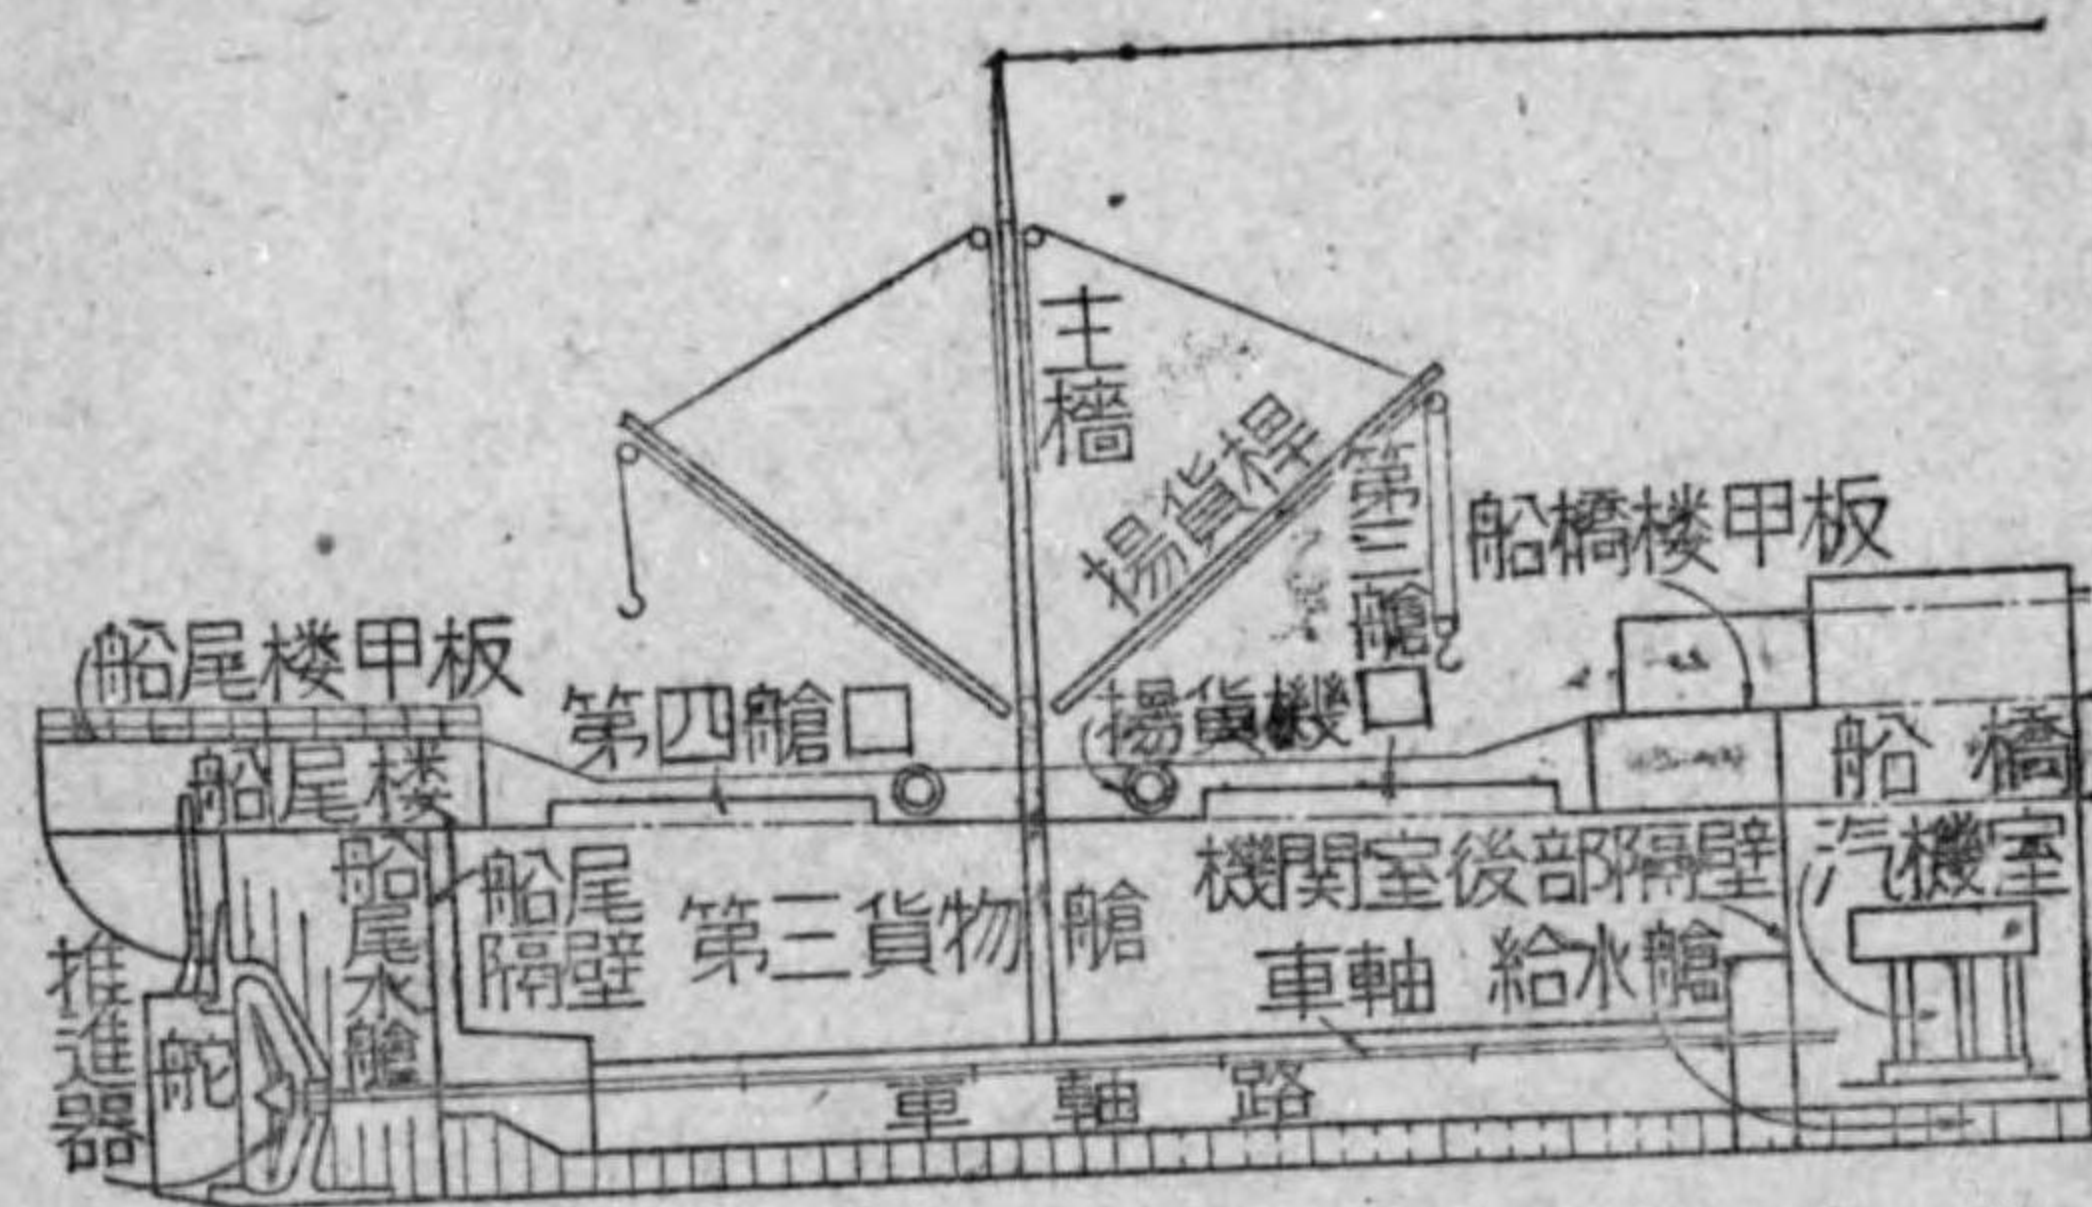 主檣
揚貨桿
第三艙口
船橋楼甲板
船尾楼甲板
第四艙口
揚貨機
船尾楼
船橋
船尾水艙
船尾隔壁
第三貨物艙
機関室後部隔壁
汽機室
車軸
給水艙
推進器
舵
車軸路